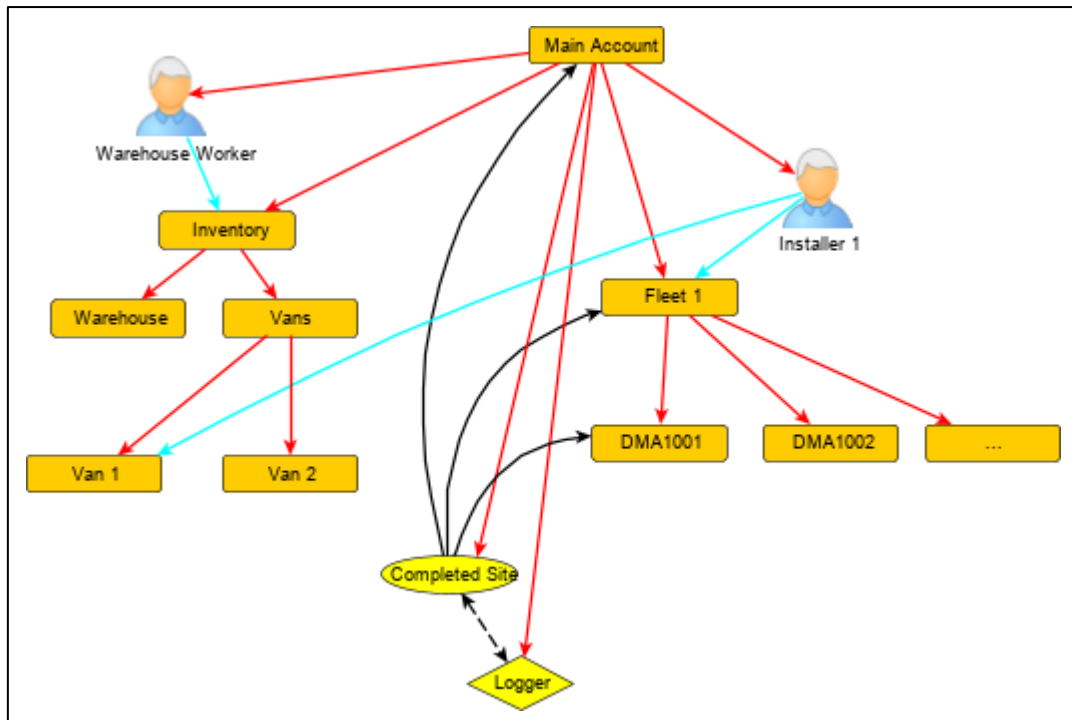 Main Account
Warehouse Worker
Installer 1
Inventory
Fleet 1
Warehouse
Vans
DMA1001
DMA1002
...
Van 1
Van 2
Completed Site
Logger